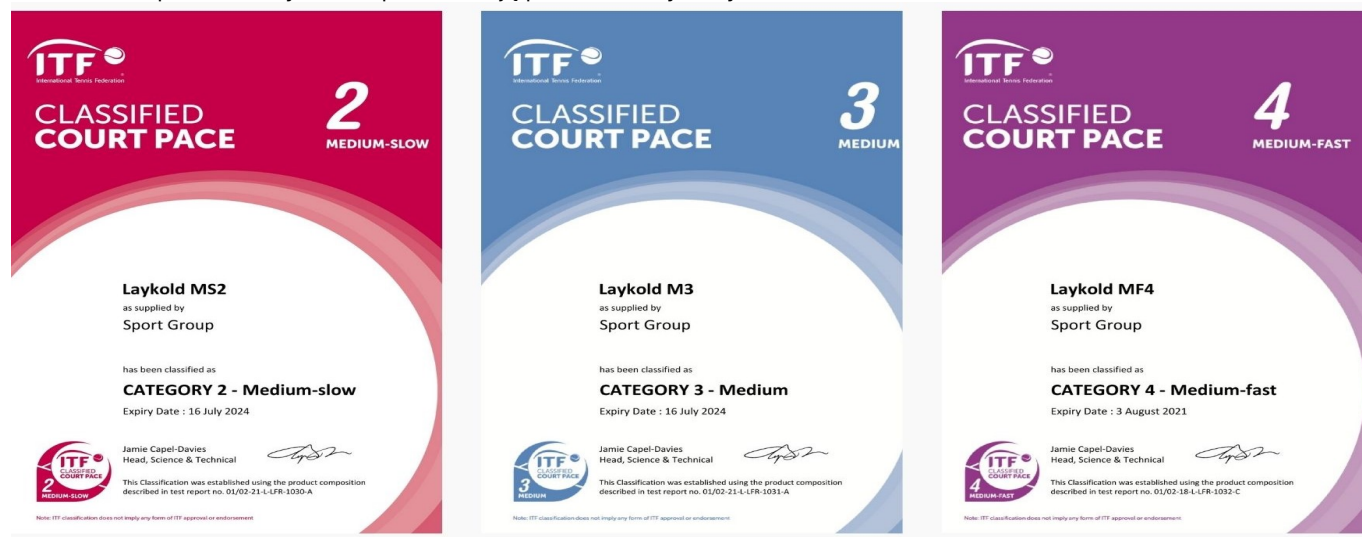 ITF
International Tennis Federation
CLASSIFIED
COURT PACE
2
MEDIUM-SLOW
Laykold MS2
as supplied by
Sport Group
has been classified as
CATEGORY 2 - Medium-slow
Expiry Date : 16 July 2024
ITF
CLASSIFIED
COURT PACE
2
MEDIUM-SLOW
Jamie Capel-Davies
Head, Science & Technical
This Classification was established using the product composition
described in test report no. 01/02-21-L-LFR-1030-A
Note: ITF classification does not imply any form of ITF approval or endorsement
ITF
International Tennis Federation
CLASSIFIED
COURT PACE
3
MEDIUM
Laykold M3
as supplied by
Sport Group
has been classified as
CATEGORY 3 - Medium
Expiry Date : 16 July 2024
ITF
CLASSIFIED
COURT PACE
3
MEDIUM
Jamie Capel-Davies
Head, Science & Technical
This Classification was established using the product composition
described in test report no. 01/02-21-L-LFR-1031-A
Note: ITF classification does not imply any form of ITF approval or endorsement
ITF
International Tennis Federation
CLASSIFIED
COURT PACE
4
MEDIUM-FAST
Laykold MF4
as supplied by
Sport Group
has been classified as
CATEGORY 4 - Medium-fast
Expiry Date : 3 August 2021
ITF
CLASSIFIED
COURT PACE
4
MEDIUM-FAST
Jamie Capel-Davies
Head, Science & Technical
This Classification was established using the product composition
described in test report no. 01/02-18-L-LFR-1032-C
Note: ITF classification does not imply any form of ITF approval or endorsement